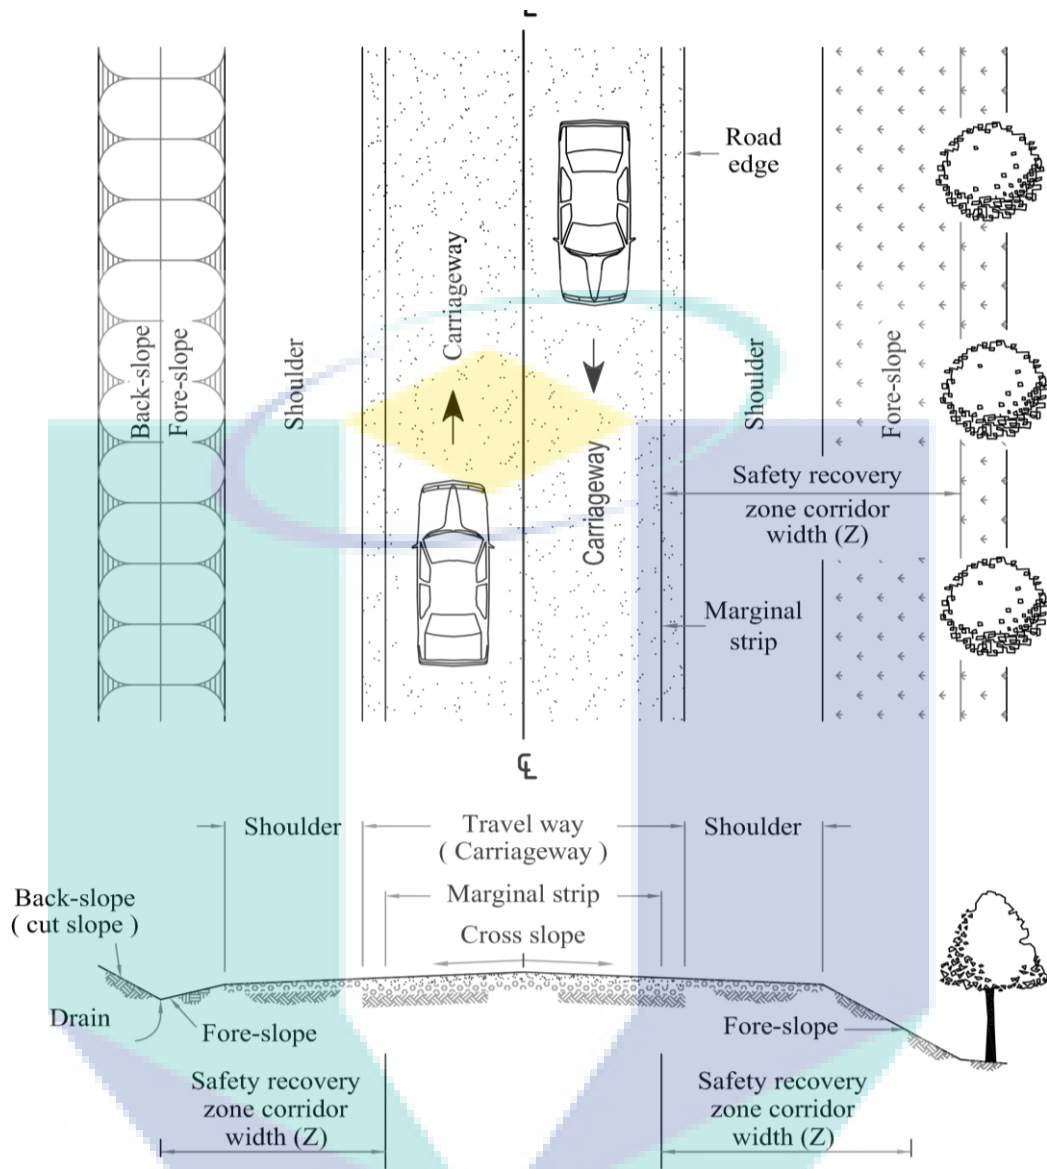 Road
edge
Carriageway
Back-slope
Fore-slope
Shoulder
Shoulder
Fore-slope
Carriageway
Safety recovery
zone corridor
width (Z)
Marginal
strip
℄
Shoulder
Travel way
( Carriageway )
Shoulder
Marginal strip
Cross slope
Back-slope
( cut slope )
Drain
Fore-slope
Fore-slope
Safety recovery
zone corridor
width (Z)
Safety recovery
zone corridor
width (Z)